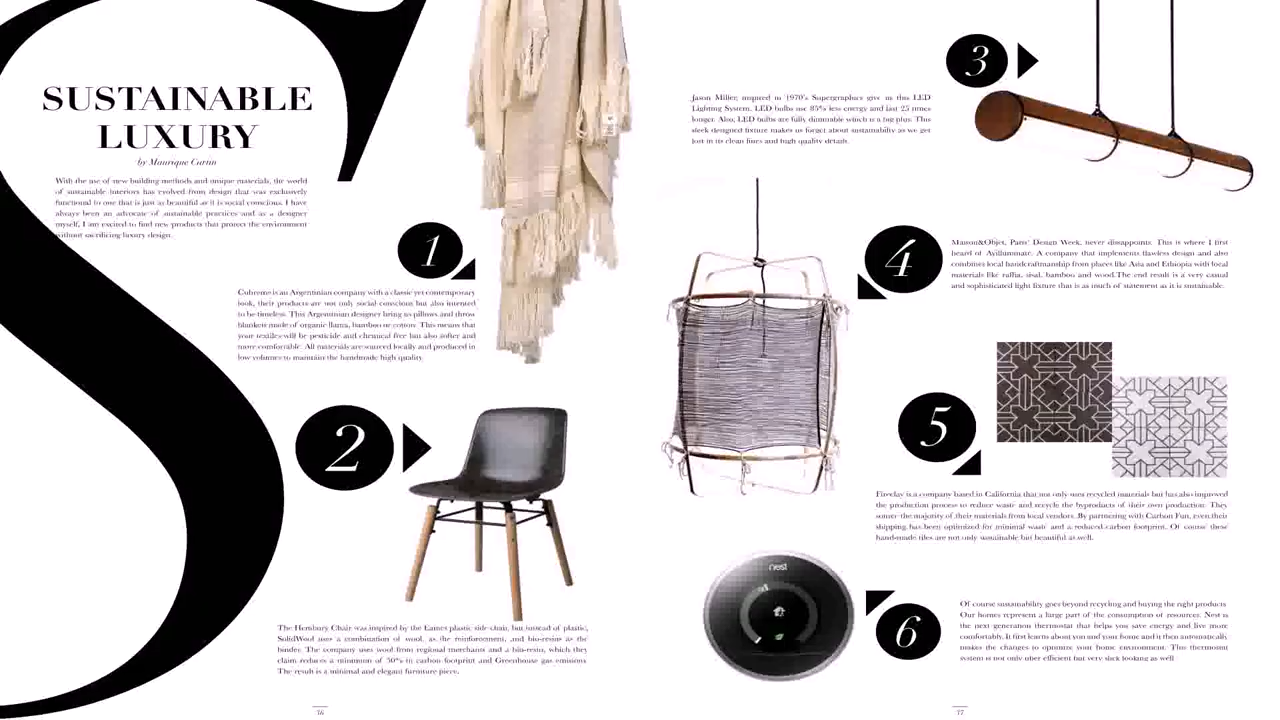 SUSTAINABLE
LUXURY
by Maurique Curtin
With the use of new building methods and unique materials, the world
of sustainable interiors has evolved from design that was exclusively
functional to one that is just as beautiful as it is social conscious. I have
always been an advocate of sustainable practices and as a designer
myself, I am excited to find new products that protect the environment
without sacrificing luxury design.
1
is an Argentinian company with a classic yet contemporary
look, their products are not only social conscious but also intended
to be timeless. This Argentinian designer bring us pillows and throw
blankets made of organic llama, bamboo or cotton. This means that
your textiles will be pesticide and chemical free but also softer and
more comfortable. All materials are sourced locally and produced in
low volumes to maintain the handmade high quality.
2
The Hembury Chair was inspired by the Eames plastic side chair, but instead of plastic,
SolidWool uses a combination of wool, as the reinforcement, and bio-resins as the
binder. The company uses wool from regional merchants and a bio-resin, which they
claim reduces a minimum of 50% in carbon footprint and Greenhouse gas emissions.
The result is a minimal and elegant furniture piece.
36
3
Jason Miller, inspired in 1970's Supergraphics give us this LED
Lighting System. LED bulbs use 85% less energy and last 25 times
longer. Also, LED bulbs are fully dimmable which is a big plus. This
sleek designed fixture makes us forget about sustainability as we get
lost in its clean lines and high quality details.
4
Maison&Objet, Paris' Design Week, never disappoints. This is where I first
heard of Ayilluminate. A company that implements flawless design and also
combines local handcraftmanship from places like Asia and Ethiopia with local
materials like raffia, sisal, bamboo and wood. The end result is a very casual
and sophisticated light fixture that is as much of statement as it is sustainable.
5
Fireclay is a company based in California that not only uses recycled materials but has also improved
the production process to reduce waste and recycle the byproducts of their own production. They
source the majority of their materials from local vendors. By partnering with Carbon Fun, even their
shipping has been optimized for minimal waste and a reduced carbon footprint. Of course these
handmade tiles are not only sustainable but beautiful as well.
nest
6
Of course sustainability goes beyond recycling and buying the right products.
Our homes represent a large part of the consumption of resources. Nest is
the next generation thermostat that helps you save energy and live more
comfortably. It first learns about you and your home and it then automatically
makes the changes to optimize your home environment. This thermostat
system is not only uber efficient but very sleek looking as well.
37